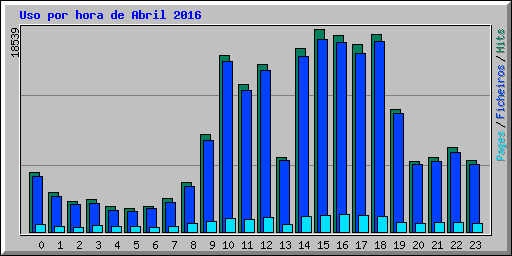 Uso por hora de Abril 2016
18539
Pages / Ficheiros / Hits
0 1 2 3 4 5 6 7 8 9 10 11 12 13 14 15 16 17 18 19 20 21 22 23